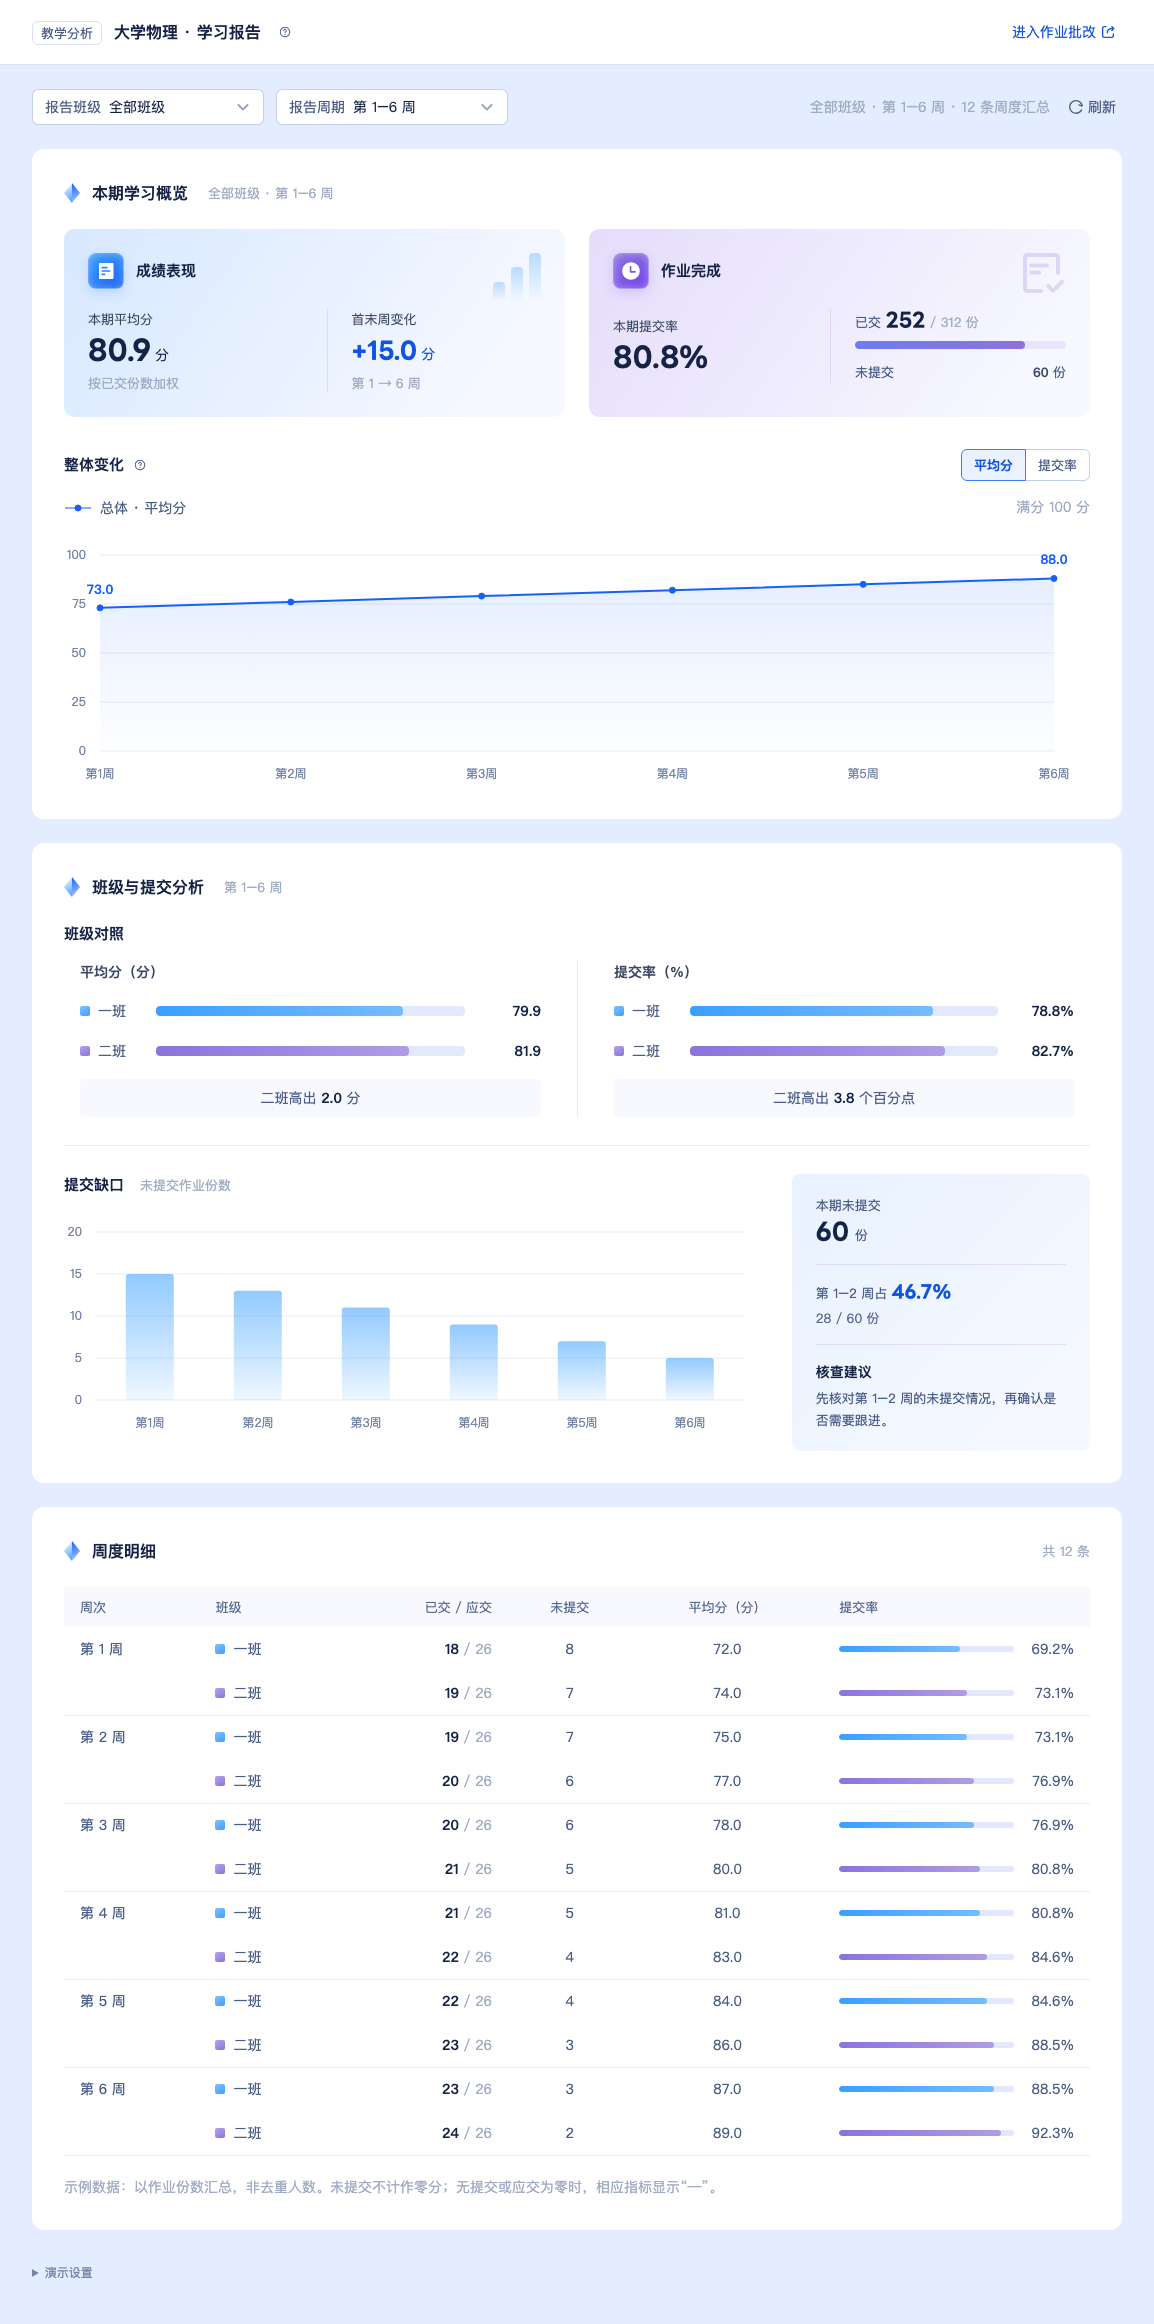 教学分析 大学物理 · 学习报告 进入作业批改
报告班级 全部班级 报告周期 第 1—6 周 全部班级 · 第 1—6 周 · 12 条周度汇总 刷新
本期学习概览 全部班级 · 第 1—6 周
成绩表现
本期平均分
80.9 分
按已交份数加权
首末周变化
+15.0 分
第 1 → 6 周
作业完成
本期提交率
80.8%
已交 252 / 312 份
未提交 60 份
整体变化 平均分 提交率
总体 · 平均分 满分 100 分
100
75
50
25
0
73.0
88.0
第1周 第2周 第3周 第4周 第5周 第6周
班级与提交分析 第 1—6 周
班级对照
平均分（分）
一班 79.9
二班 81.9
二班高出 2.0 分
提交率（%）
一班 78.8%
二班 82.7%
二班高出 3.8 个百分点
提交缺口 未提交作业份数
20
15
10
5
0
第1周 第2周 第3周 第4周 第5周 第6周
本期未提交
60 份
第 1—2 周占 46.7%
28 / 60 份
核查建议
先核对第 1—2 周的未提交情况，再确认是
否需要跟进。
周度明细 共 12 条
周次 班级 已交 / 应交 未提交 平均分（分） 提交率
第 1 周 一班 18 / 26 8 72.0 69.2%
二班 19 / 26 7 74.0 73.1%
第 2 周 一班 19 / 26 7 75.0 73.1%
二班 20 / 26 6 77.0 76.9%
第 3 周 一班 20 / 26 6 78.0 76.9%
二班 21 / 26 5 80.0 80.8%
第 4 周 一班 21 / 26 5 81.0 80.8%
二班 22 / 26 4 83.0 84.6%
第 5 周 一班 22 / 26 4 84.0 84.6%
二班 23 / 26 3 86.0 88.5%
第 6 周 一班 23 / 26 3 87.0 88.5%
二班 24 / 26 2 89.0 92.3%
示例数据：以作业份数汇总，非去重人数。未提交不计作零分；无提交或应交为零时，相应指标显示“—”。
演示设置